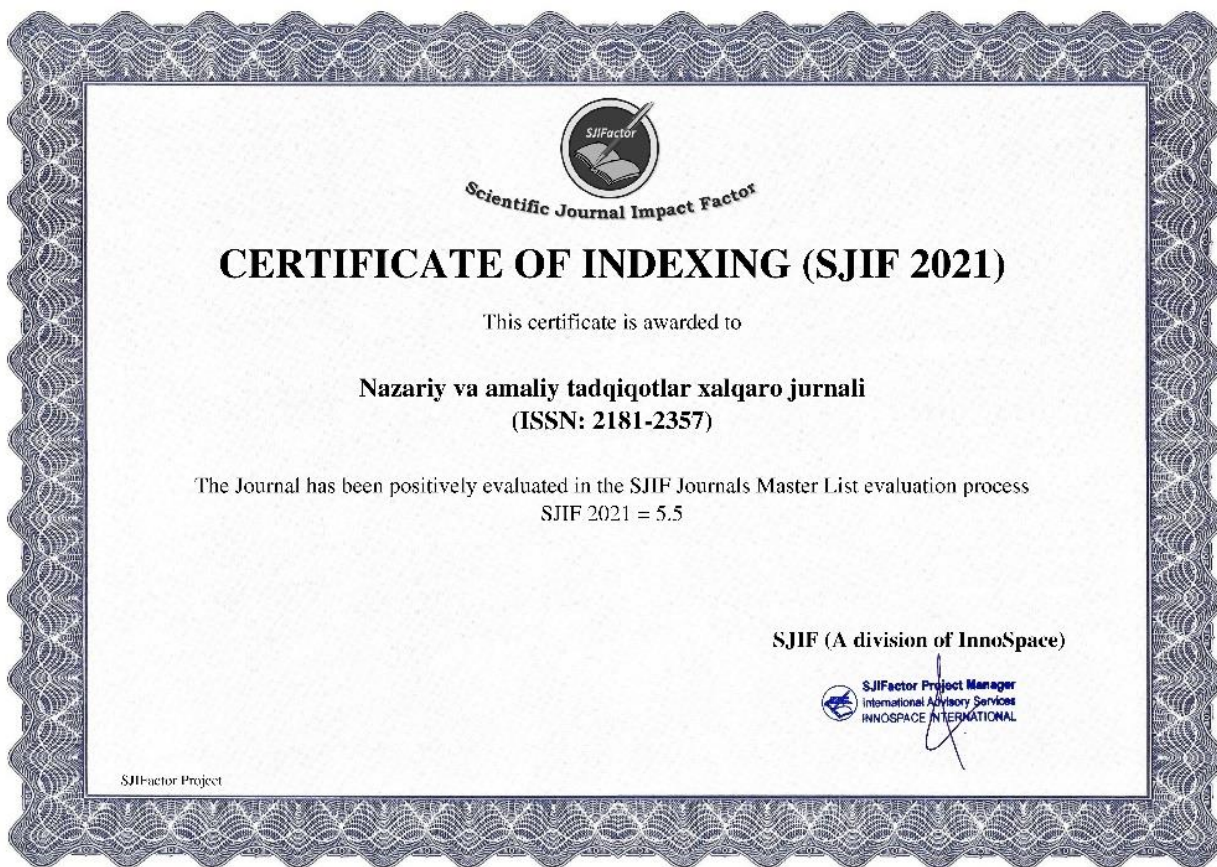 SJIFactor
Scientific Journal Impact Factor
CERTIFICATE OF INDEXING (SJIF 2021)
This certificate is awarded to
Nazariy va amaliy tadqiqotlar xalqaro jurnali
(ISSN: 2181-2357)
The Journal has been positively evaluated in the SJIF Journals Master List evaluation process
SJIF 2021 = 5.5
SJIF (A division of InnoSpace)
SJIFactor Project Manager
International Advisory Services
INNOSPACE INTERNATIONAL
SJIFactor Project